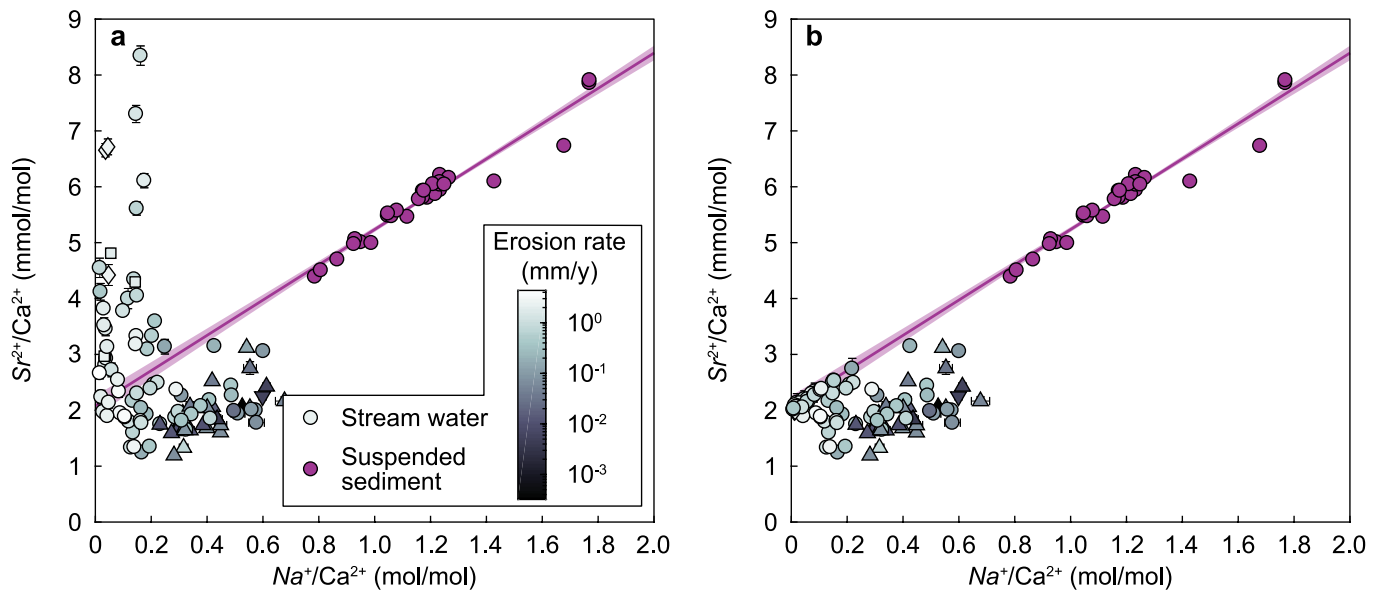 a
9
8
7
6
5
4
3
2
1
0
Sr²⁺/Ca²⁺ (mmol/mol)
Erosion rate
(mm/y)
10⁰
10⁻¹
10⁻²
10⁻³
Stream water
Suspended
sediment
0 0.2 0.4 0.6 0.8 1.0 1.2 1.4 1.6 1.8 2.0
Na⁺/Ca²⁺ (mol/mol)
b
9
8
7
6
5
4
3
2
1
0
Sr²⁺/Ca²⁺ (mmol/mol)
0 0.2 0.4 0.6 0.8 1.0 1.2 1.4 1.6 1.8 2.0
Na⁺/Ca²⁺ (mol/mol)